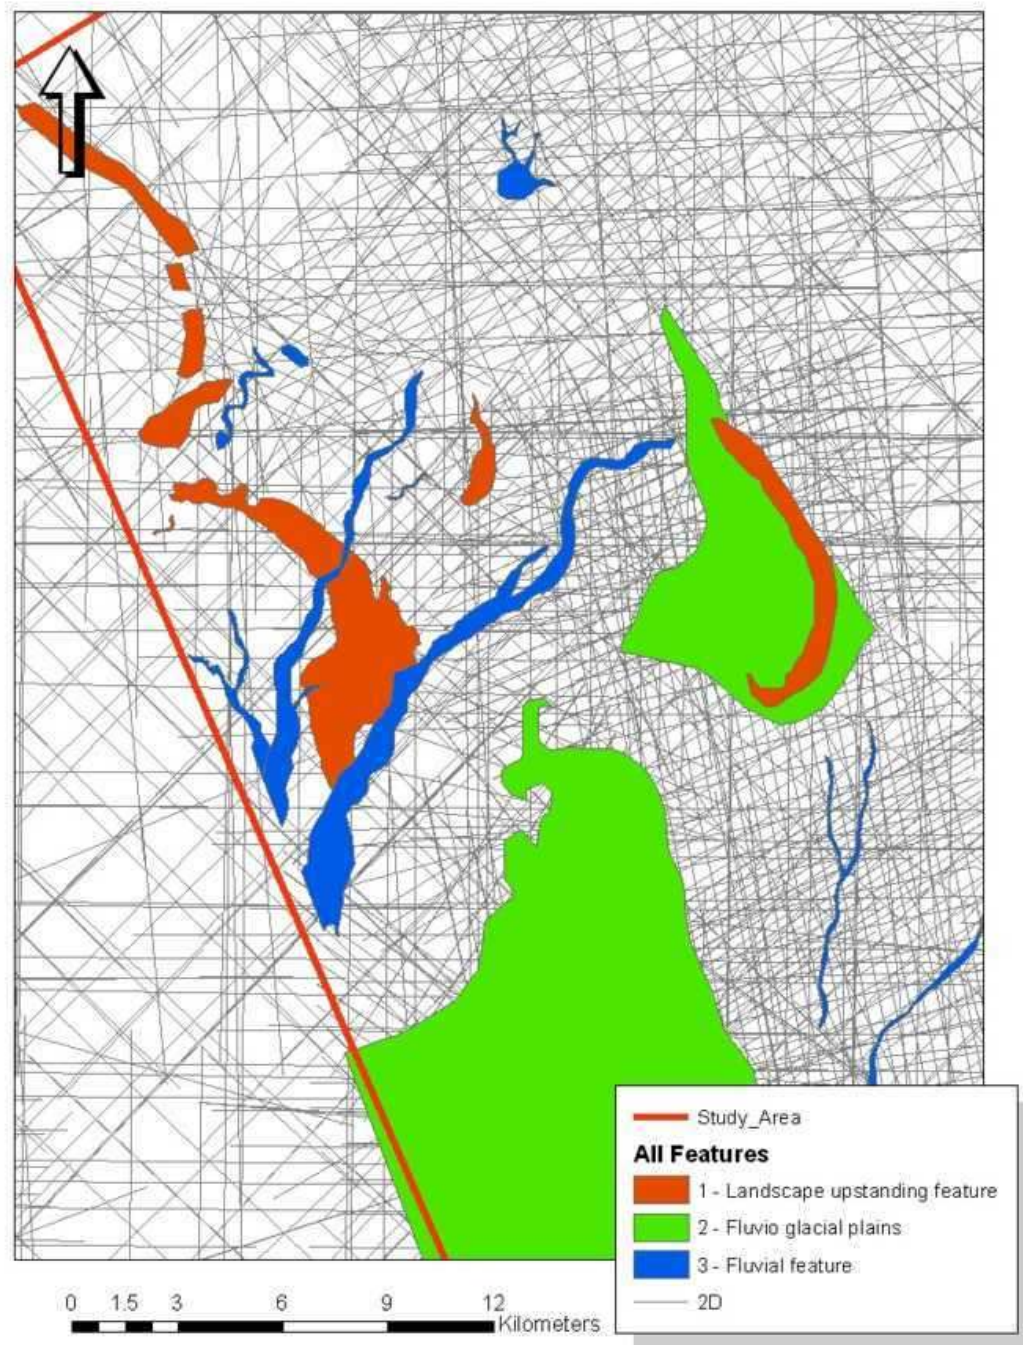 Study_Area
All Features
1 - Landscape upstanding feature
2 - Fluvio glacial plains
3 - Fluvial feature
2D
0 1.5 3 6 9 12
Kilometers